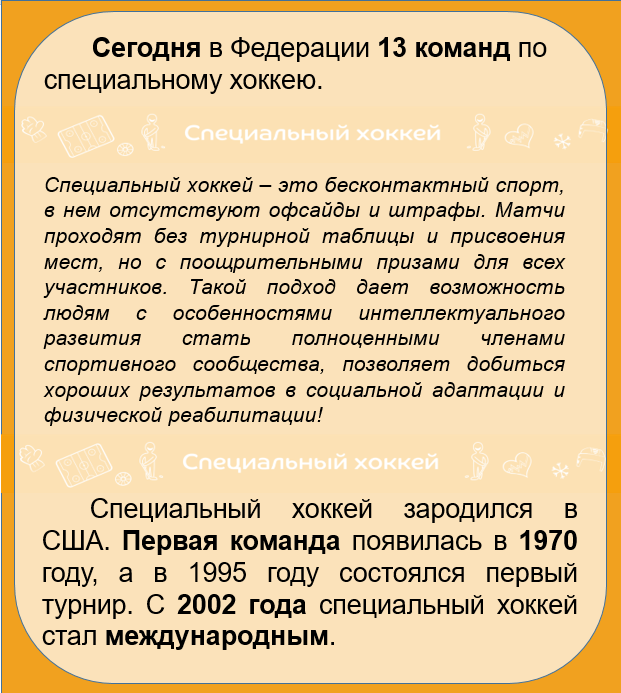 Сегодня в Федерации 13 команд по
специальному хоккею.
Специальный хоккей
Специальный хоккей – это бесконтактный спорт,
в нем отсутствуют офсайды и штрафы. Матчи
проходят без турнирной таблицы и присвоения
мест, но с поощрительными призами для всех
участников. Такой подход дает возможность
людям с особенностями интеллектуального
развития стать полноценными членами
спортивного сообщества, позволяет добиться
хороших результатов в социальной адаптации и
физической реабилитации!
Специальный хоккей
Специальный хоккей зародился в
США. Первая команда появилась в 1970
году, а в 1995 году состоялся первый
турнир. С 2002 года специальный хоккей
стал международным.